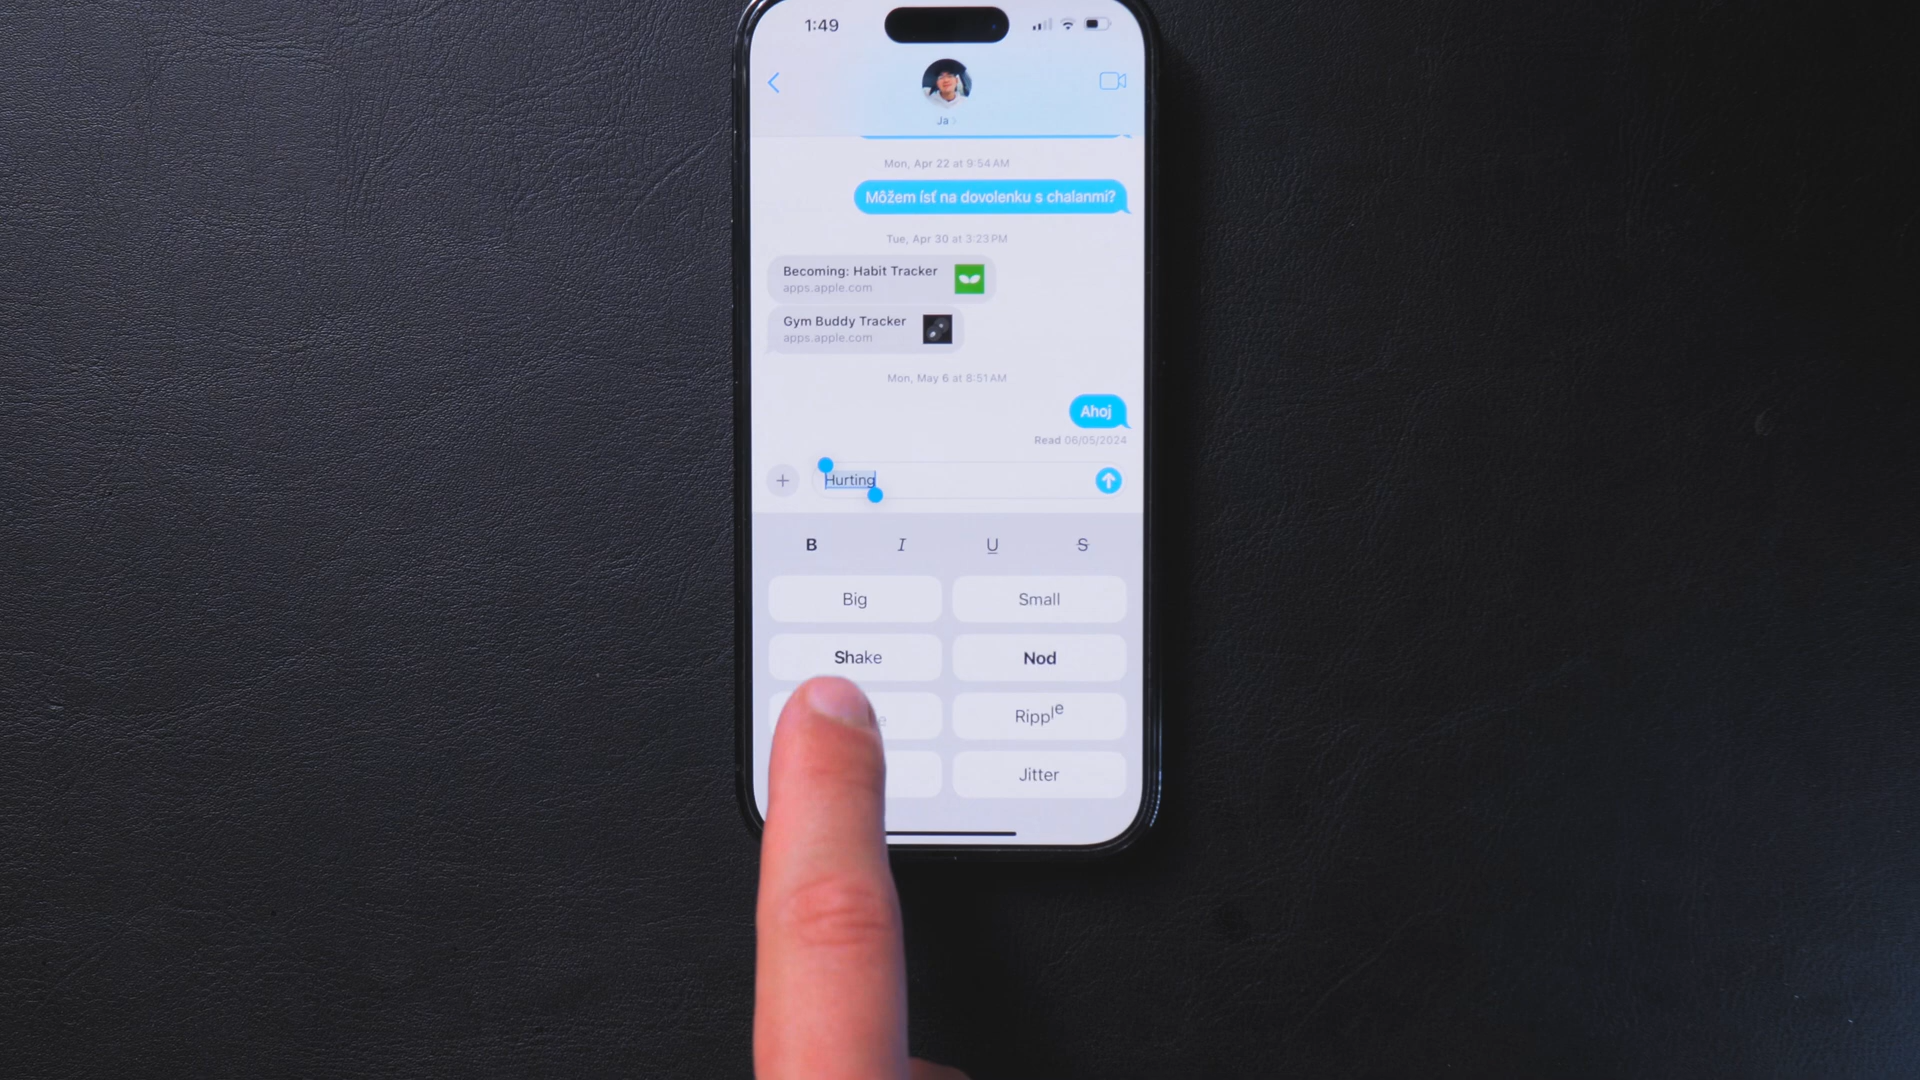 1:49
Ja
Mon, Apr 22 at 9:54 AM
Môžem ísť na dovolenku s chalanmi?
Tue, Apr 30 at 3:23 PM
Becoming: Habit Tracker
apps.apple.com
Gym Buddy Tracker
apps.apple.com
Mon, May 6 at 8:51 AM
Ahoj
Read 06/05/2024
Hurting
B I U S
Big Small
Shake Nod
Ripple
Jitter